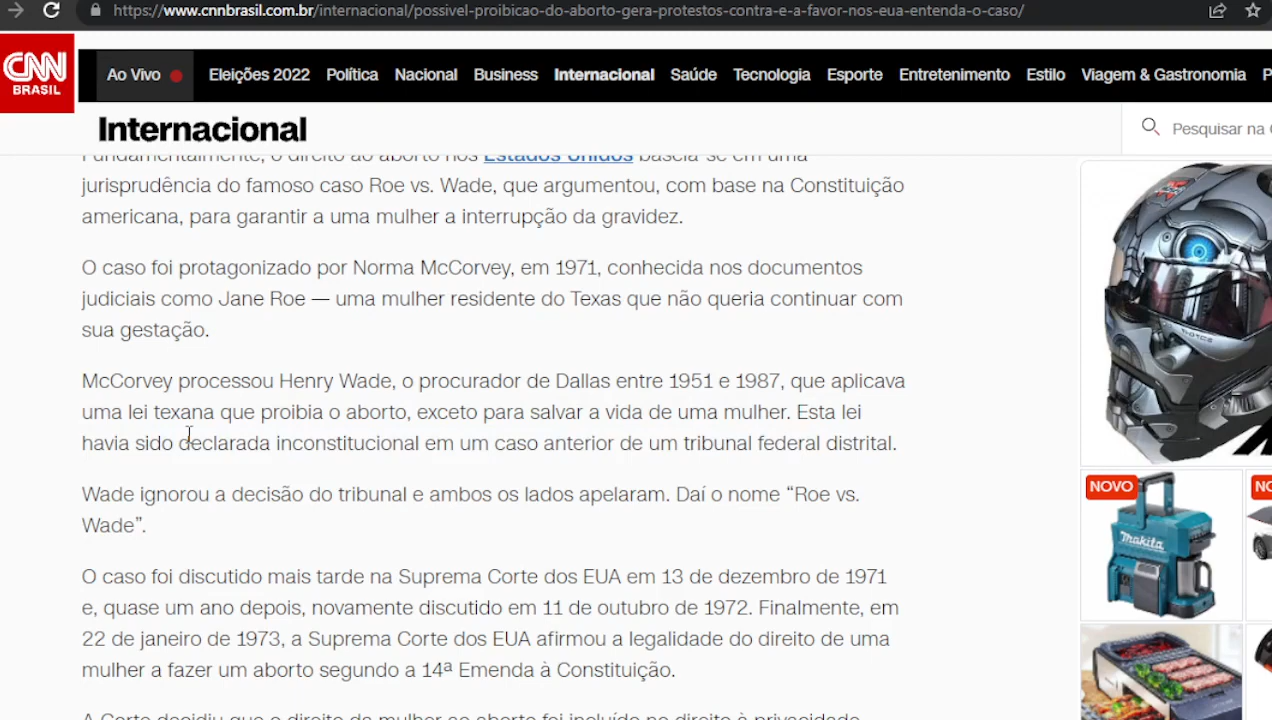 https://www.cnnbrasil.com.br/internacional/possivel-proibicao-do-aborto-gera-protestos-contra-e-a-favor-nos-eua-entenda-o-caso/
CNN
BRASIL
Ao Vivo
Eleições 2022 Política Nacional Business Internacional Saúde Tecnologia Esporte Entretenimento Estilo Viagem & Gastronomia P
Internacional
Pesquisar na C
Fundamentalmente, o direito ao aborto nos Estados Unidos baseia-se em uma
jurisprudência do famoso caso Roe vs. Wade, que argumentou, com base na Constituição
americana, para garantir a uma mulher a interrupção da gravidez.
O caso foi protagonizado por Norma McCorvey, em 1971, conhecida nos documentos
judiciais como Jane Roe — uma mulher residente do Texas que não queria continuar com
sua gestação.
McCorvey processou Henry Wade, o procurador de Dallas entre 1951 e 1987, que aplicava
uma lei texana que proibia o aborto, exceto para salvar a vida de uma mulher. Esta lei
havia sido declarada inconstitucional em um caso anterior de um tribunal federal distrital.
Wade ignorou a decisão do tribunal e ambos os lados apelaram. Daí o nome “Roe vs.
Wade”.
O caso foi discutido mais tarde na Suprema Corte dos EUA em 13 de dezembro de 1971
e, quase um ano depois, novamente discutido em 11 de outubro de 1972. Finalmente, em
22 de janeiro de 1973, a Suprema Corte dos EUA afirmou a legalidade do direito de uma
mulher a fazer um aborto segundo a 14ª Emenda à Constituição.
A Corte decidiu que o direito da mulher ao aborto foi incluído no direito à privacidade
NOVO
NO
Makita